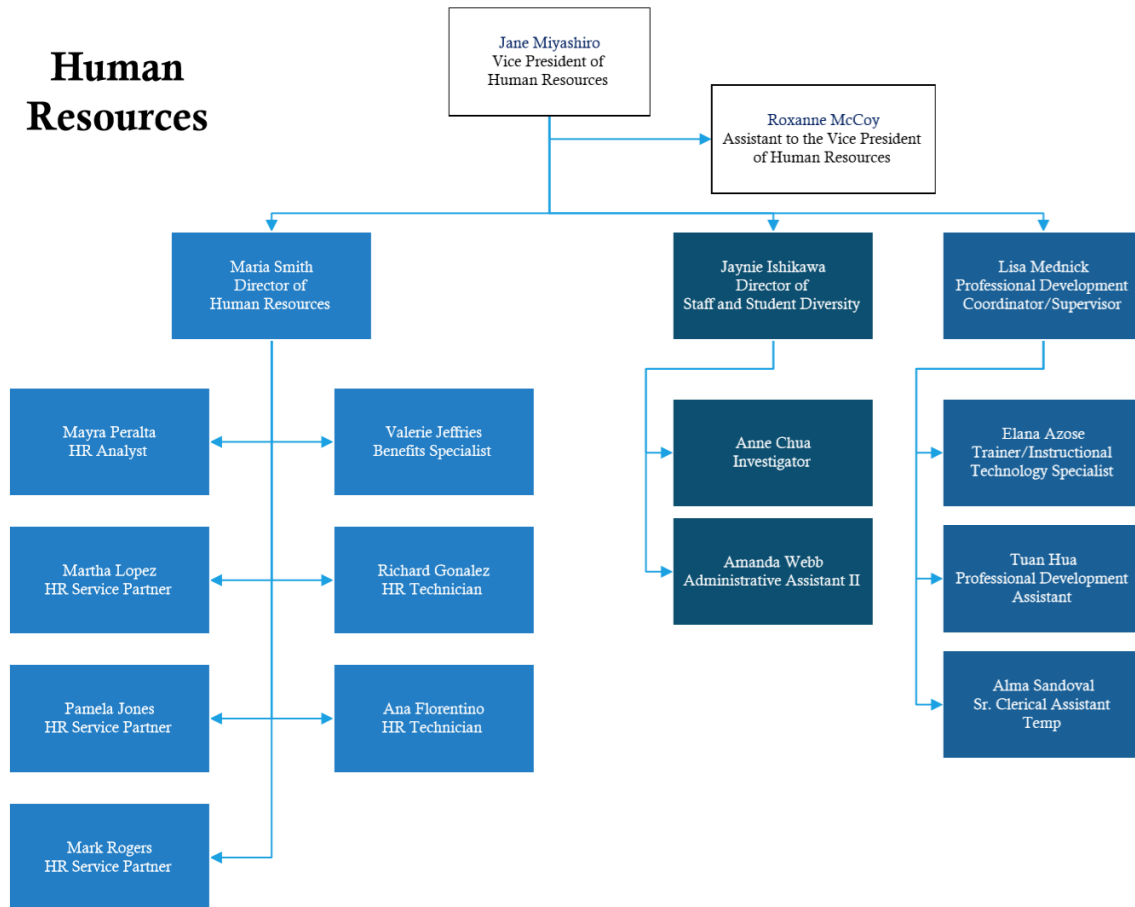 Human
Resources
Jane Miyashiro
Vice President of
Human Resources
Roxanne McCoy
Assistant to the Vice President
of Human Resources
Maria Smith
Director of
Human Resources
Jaynie Ishikawa
Director of
Staff and Student Diversity
Lisa Mednick
Professional Development
Coordinator/Supervisor
Mayra Peralta
HR Analyst
Valerie Jeffries
Benefits Specialist
Martha Lopez
HR Service Partner
Richard Gonalez
HR Technician
Pamela Jones
HR Service Partner
Ana Florentino
HR Technician
Mark Rogers
HR Service Partner
Anne Chua
Investigator
Amanda Webb
Administrative Assistant II
Elana Azose
Trainer/Instructional
Technology Specialist
Tuan Hua
Professional Development
Assistant
Alma Sandoval
Sr. Clerical Assistant
Temp